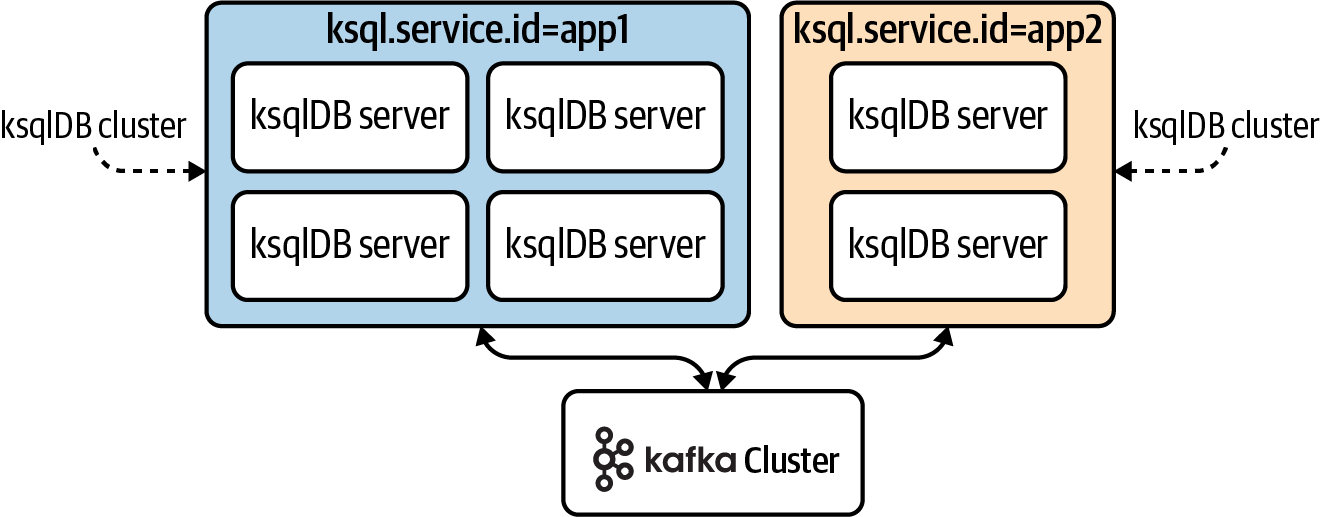 ksql.service.id=app1
ksql.service.id=app2
ksqlDB cluster
ksqlDB server
ksqlDB server
ksqlDB server
ksqlDB server
ksqlDB server
ksqlDB server
ksqlDB cluster
kafka Cluster